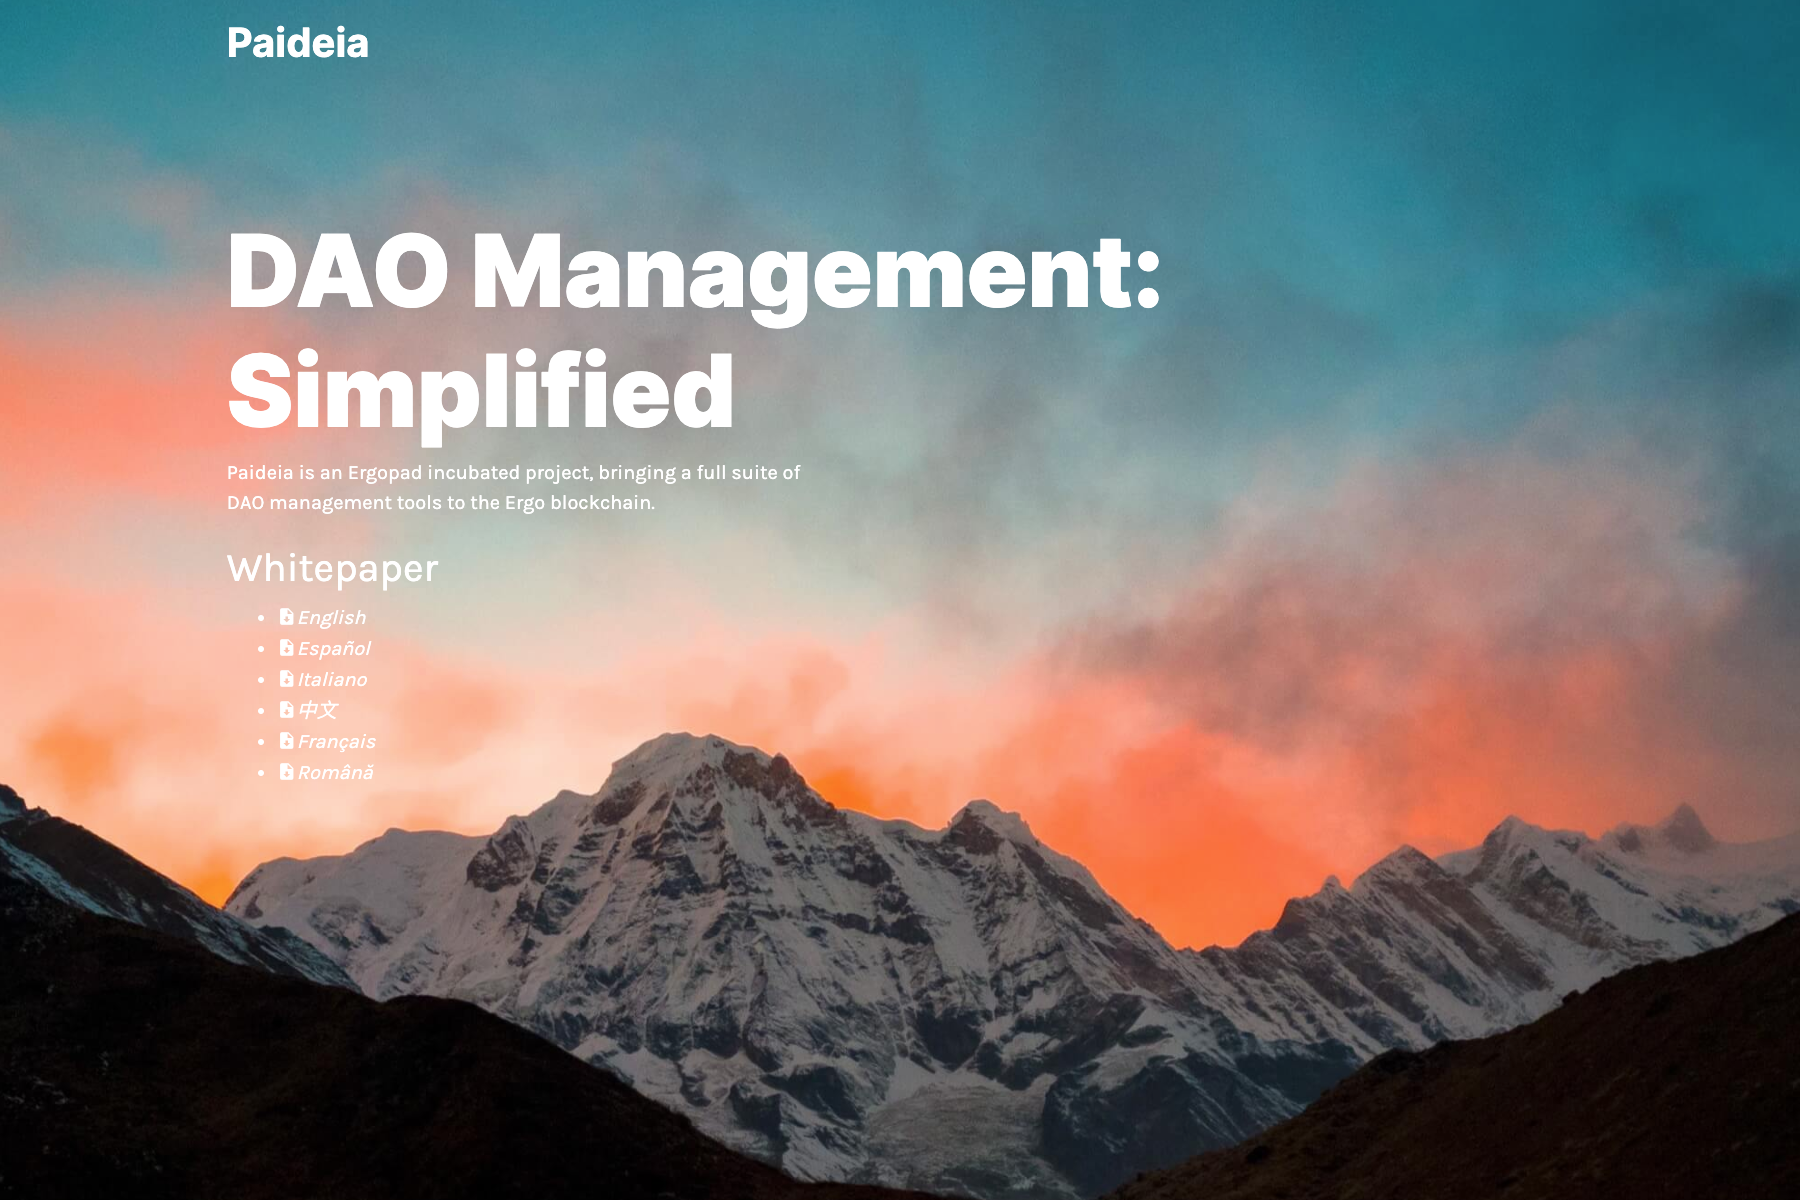 Paideia
DAO Management:
Simplified
Paideia is an Ergopad incubated project, bringing a full suite of
DAO management tools to the Ergo blockchain.
Whitepaper
English
Español
Italiano
中文
Français
Română